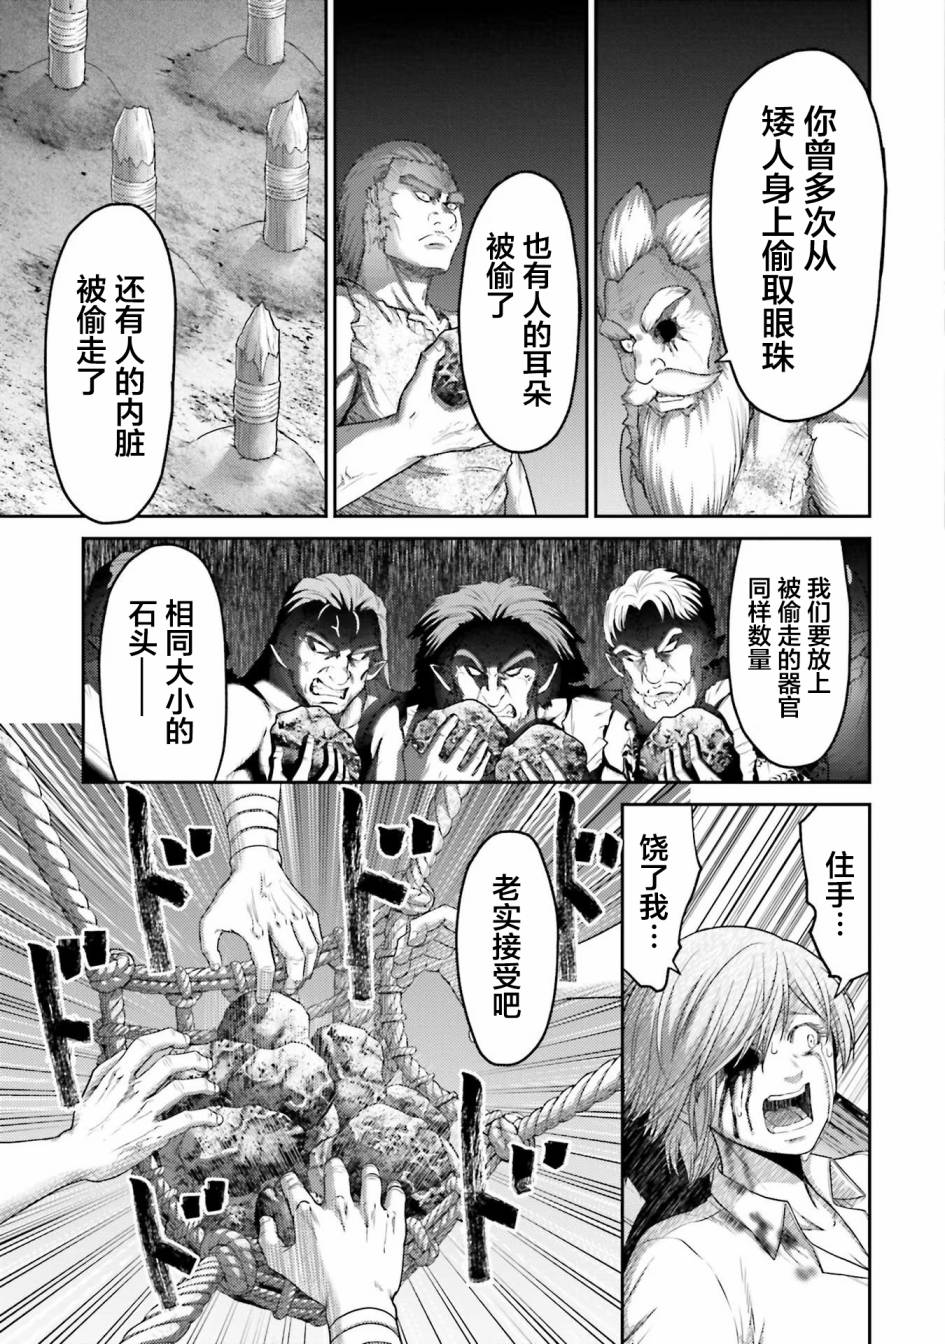 你曾多次从
矮人身上偷取眼珠
也有人的耳朵
被偷了
还有人的内脏
被偷走了
我们要放上
被偷走的器官
同样数量
相同大小的
石头——
住手…
饶了我…
老实接受吧
ドドドドドド